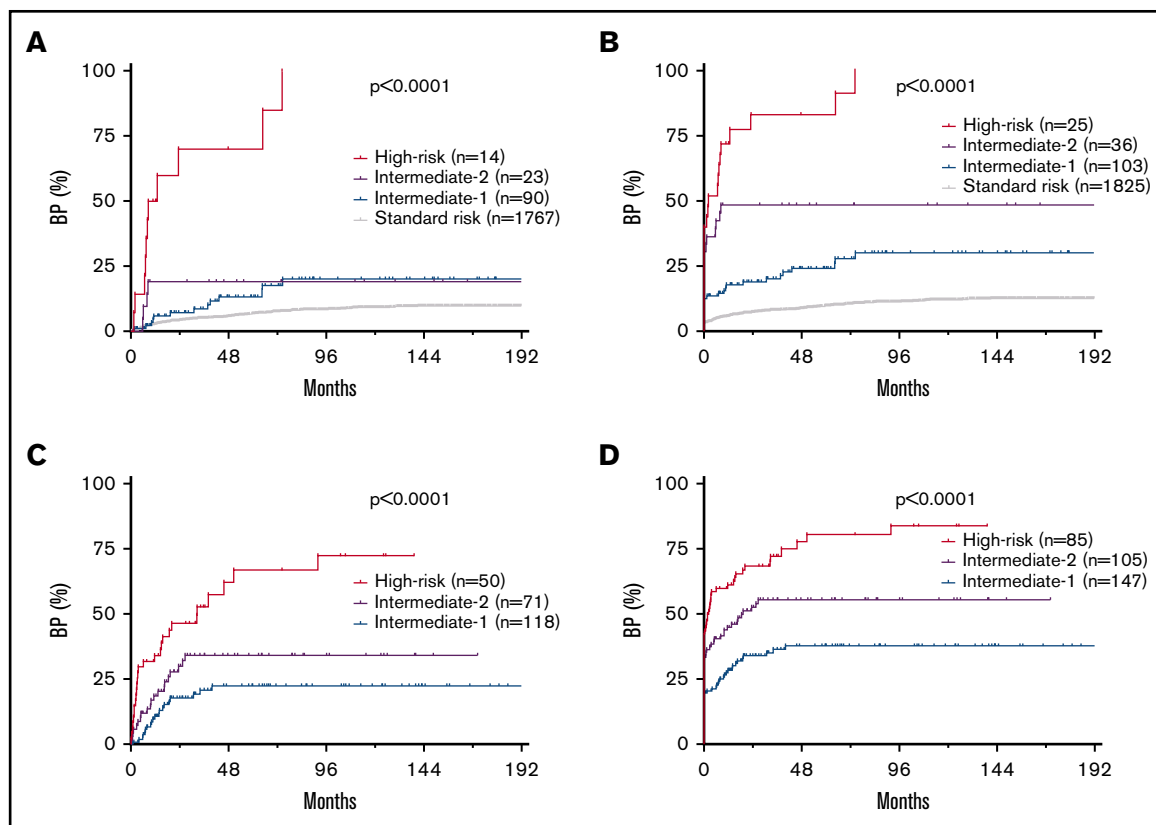 A
100
75
50
25
0
BP (%)
p<0.0001
High-risk (n=14)
Intermediate-2 (n=23)
Intermediate-1 (n=90)
Standard risk (n=1767)
0 48 96 144 192
Months
B
100
75
50
25
0
BP (%)
p<0.0001
High-risk (n=25)
Intermediate-2 (n=36)
Intermediate-1 (n=103)
Standard risk (n=1825)
0 48 96 144 192
Months
C
100
75
50
25
0
BP (%)
p<0.0001
High-risk (n=50)
Intermediate-2 (n=71)
Intermediate-1 (n=118)
0 48 96 144 192
Months
D
100
75
50
25
0
BP (%)
p<0.0001
High-risk (n=85)
Intermediate-2 (n=105)
Intermediate-1 (n=147)
0 48 96 144 192
Months